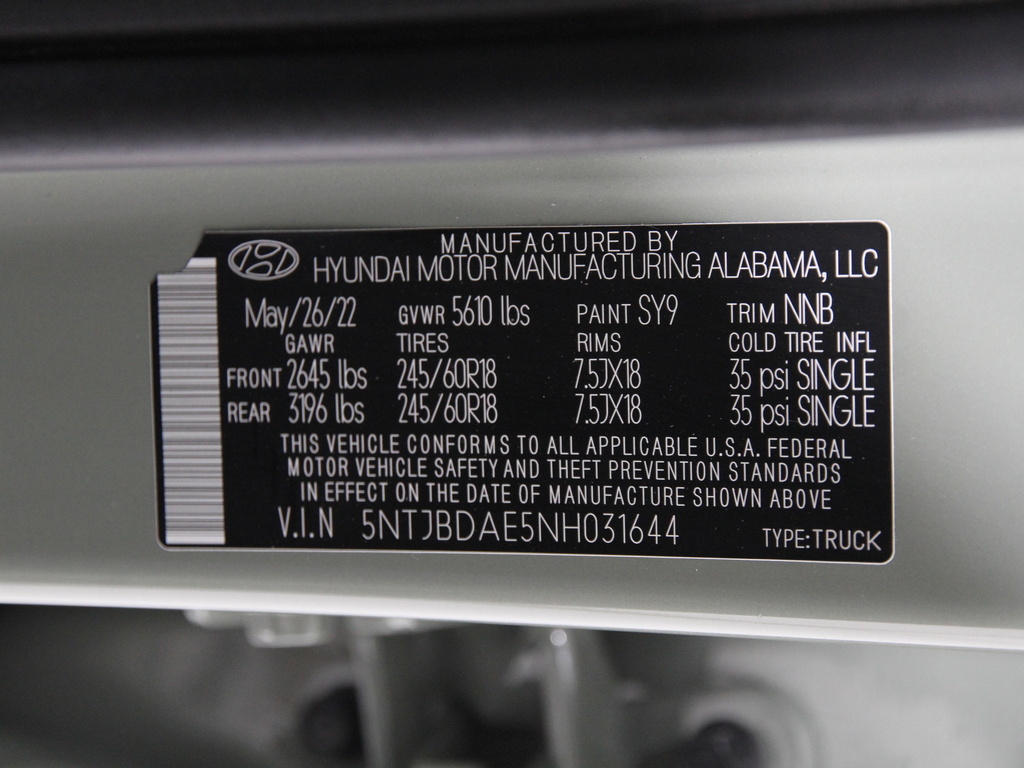 MANUFACTURED BY
HYUNDAI MOTOR MANUFACTURING ALABAMA, LLC
May/26/22 GVWR 5610 lbs PAINT SY9 TRIM NNB
GAWR TIRES RIMS COLD TIRE INFL
FRONT 2645 lbs 245/60R18 7.5JX18 35 psi SINGLE
REAR 3196 lbs 245/60R18 7.5JX18 35 psi SINGLE
THIS VEHICLE CONFORMS TO ALL APPLICABLE U.S.A. FEDERAL
MOTOR VEHICLE SAFETY AND THEFT PREVENTION STANDARDS
IN EFFECT ON THE DATE OF MANUFACTURE SHOWN ABOVE
V.I.N 5NTJBDAE5NH031644 TYPE:TRUCK